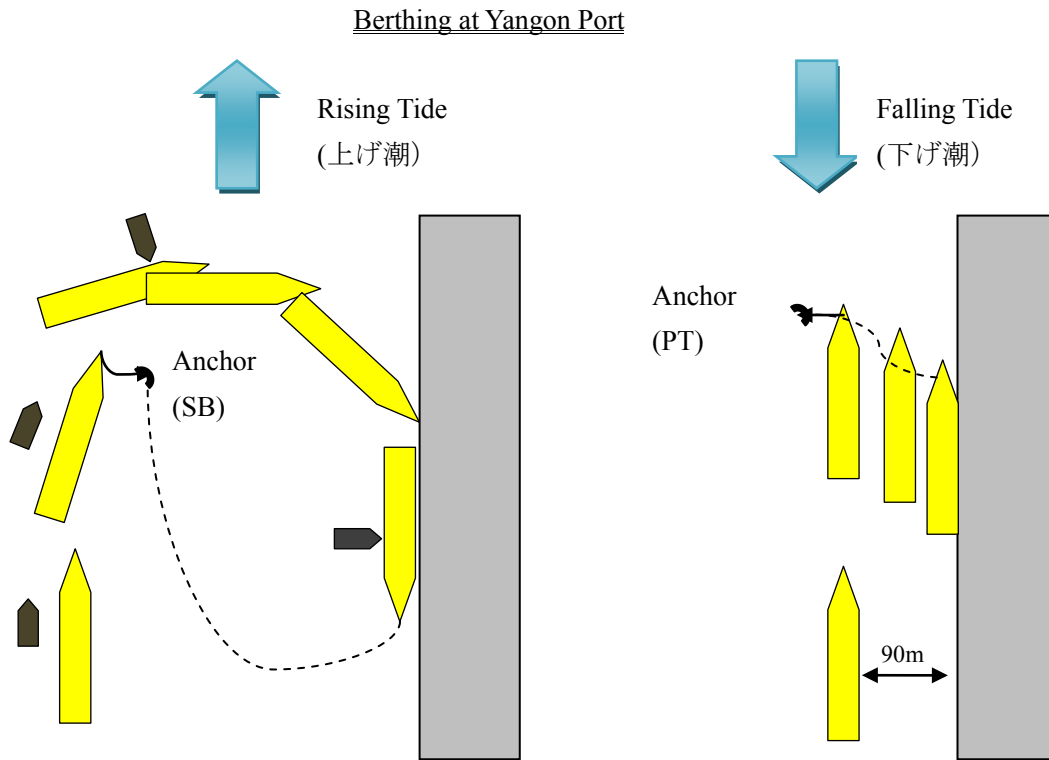 Berthing at Yangon Port
Rising Tide
(上げ潮）
Falling Tide
(下げ潮）
Anchor
(SB)
Anchor
(PT)
90m